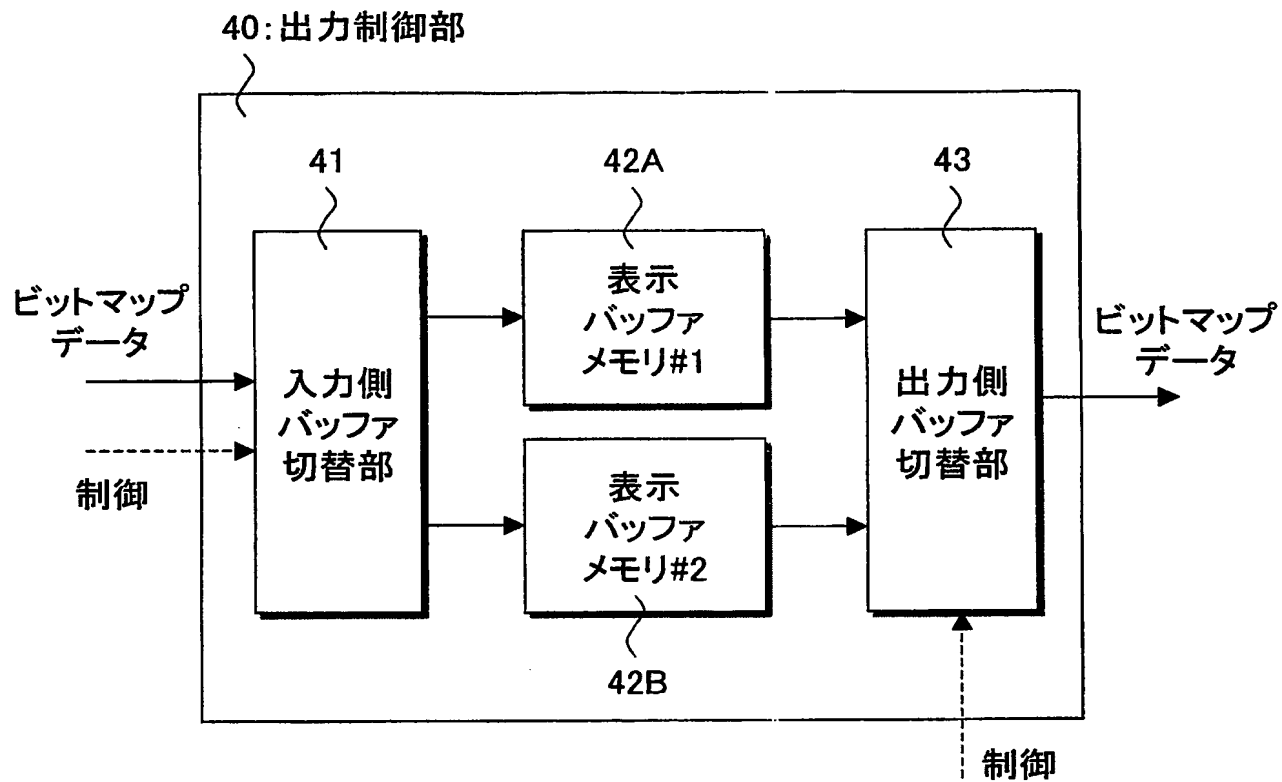 40:出力制御部
41
42A
43
ビットマップ
データ
制御
入力側
バッファ
切替部
表示
バッファ
メモリ#1
表示
バッファ
メモリ#2
42B
出力側
バッファ
切替部
ビットマップ
データ
制御